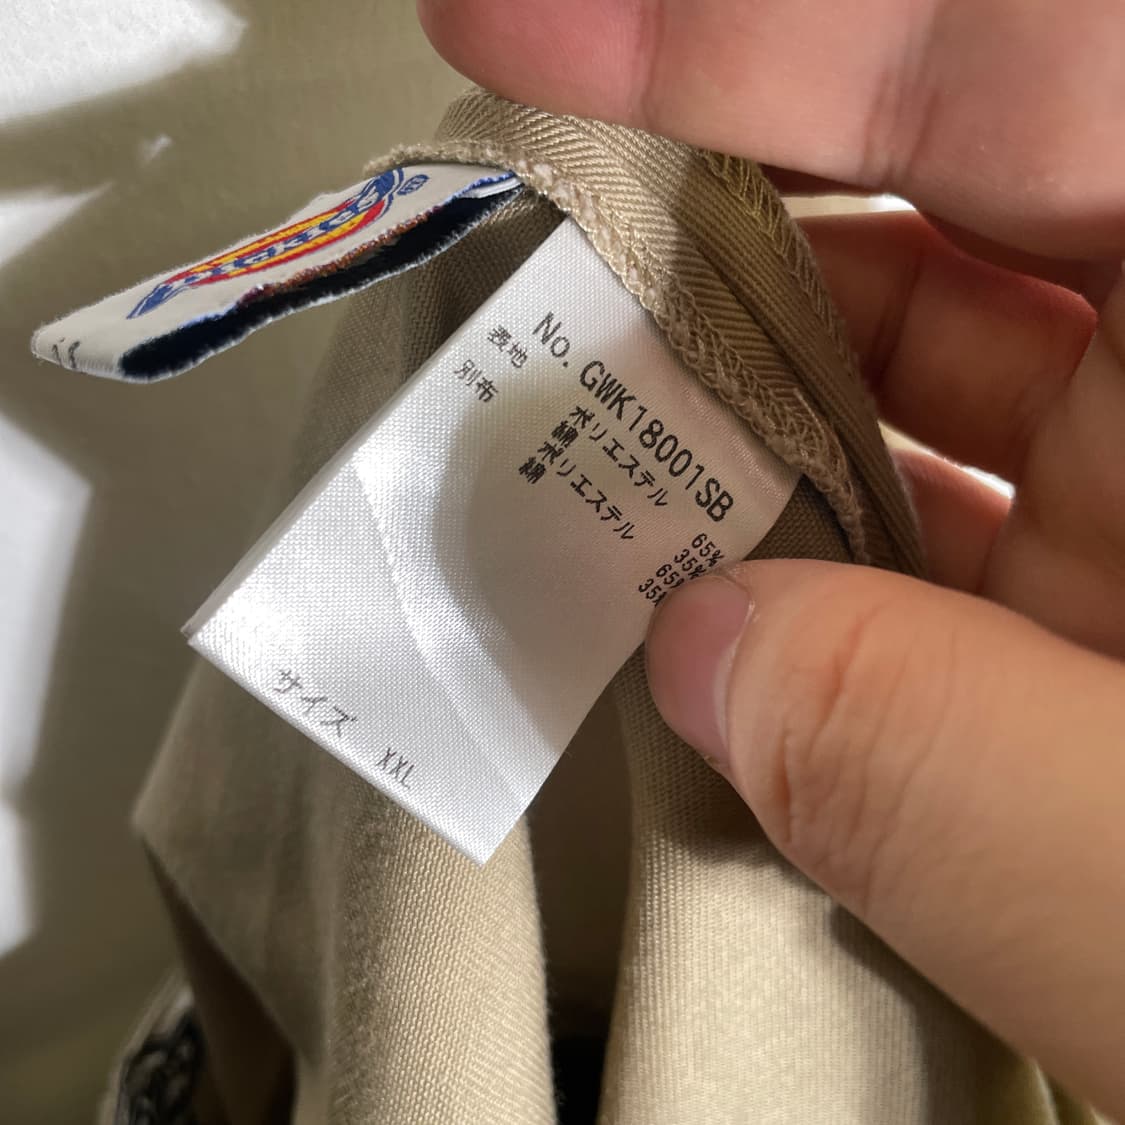 No. GWK18001SB
表地 ポリエステル 65%
綿 35%
別布 ポリエステル 65%
綿 35%
サイズ XXL